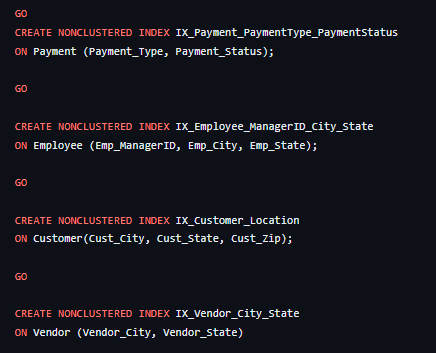 GO
CREATE NONCLUSTERED INDEX IX_Payment_PaymentType_PaymentStatus
ON Payment (Payment_Type, Payment_Status);
GO
CREATE NONCLUSTERED INDEX IX_Employee_ManagerID_City_State
ON Employee (Emp_ManagerID, Emp_City, Emp_State);
GO
CREATE NONCLUSTERED INDEX IX_Customer_Location
ON Customer(Cust_City, Cust_State, Cust_Zip);
GO
CREATE NONCLUSTERED INDEX IX_Vendor_City_State
ON Vendor (Vendor_City, Vendor_State)